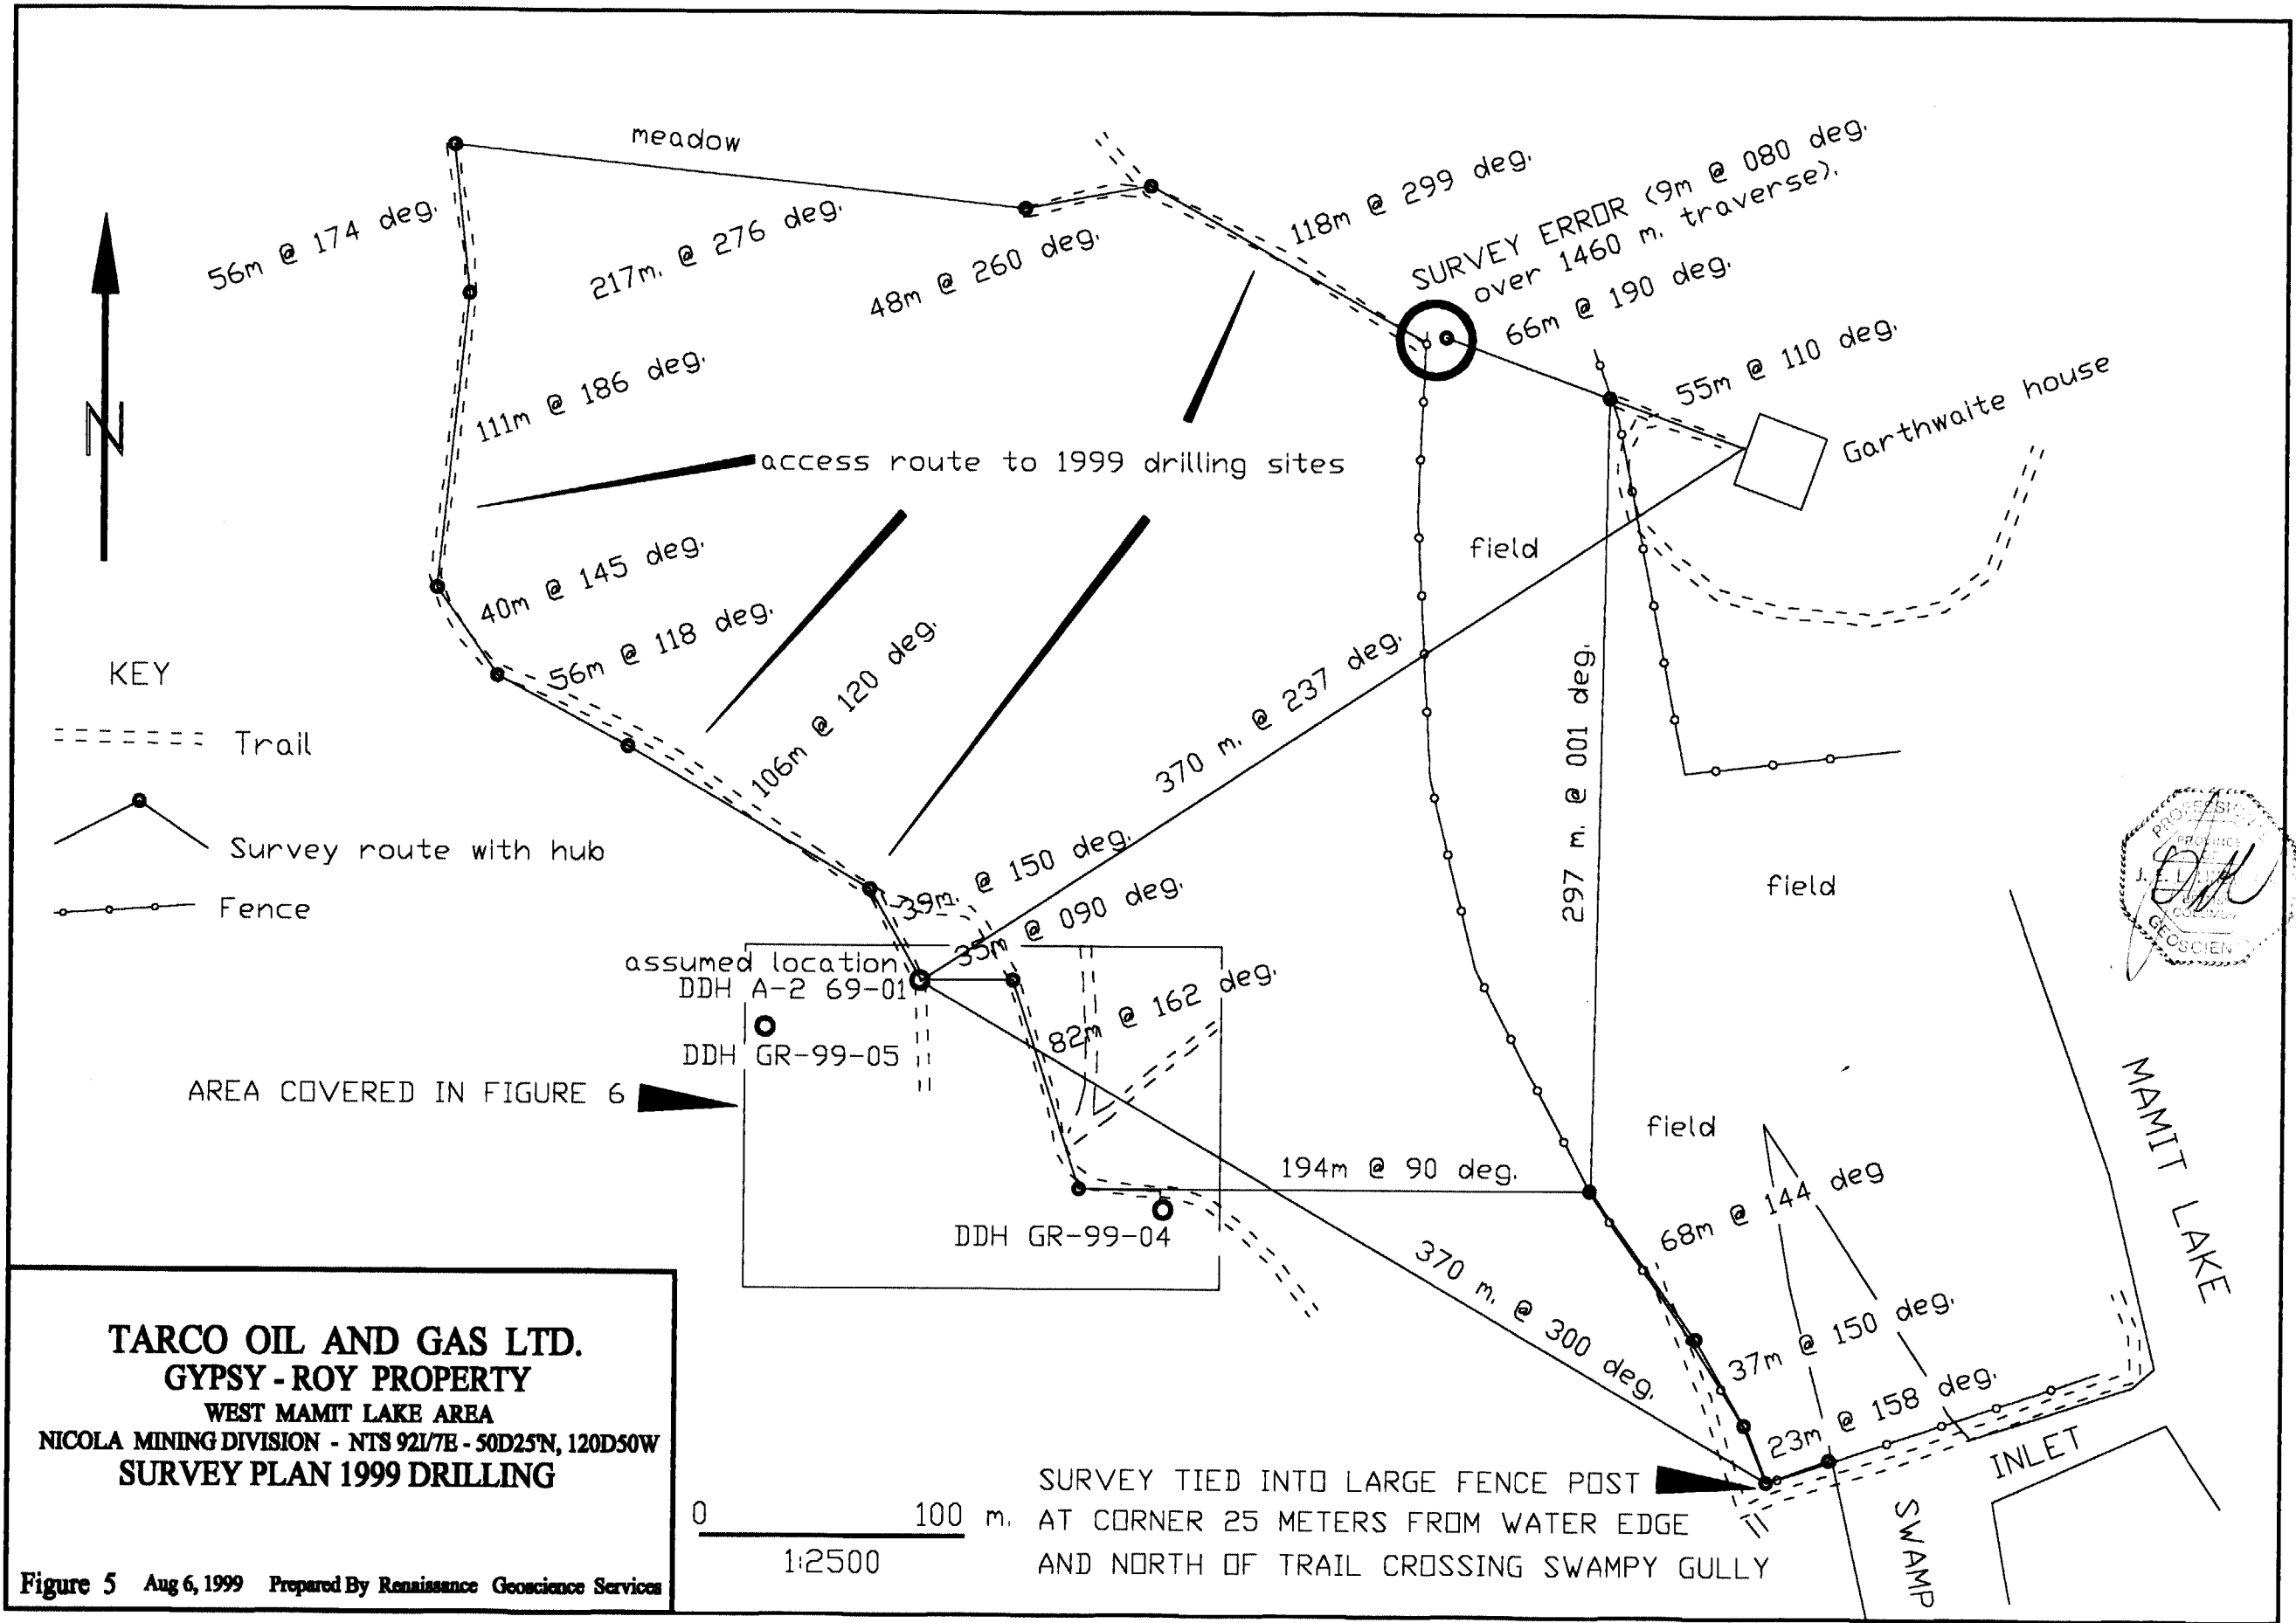 meadow
56m @ 174 deg.
217m. @ 276 deg.
48m @ 260 deg.
118m @ 299 deg.
SURVEY ERROR (9m @ 080 deg.
over 1460 m. traverse).
66m @ 190 deg.
55m @ 110 deg.
Garthwaite house
N
111m @ 186 deg.
access route to 1999 drilling sites
field
40m @ 145 deg.
56m @ 118 deg.
106m @ 120 deg.
370 m. @ 237 deg.
297 m. @ 001 deg.
KEY
Trail
Survey route with hub
Fence
39m. @ 150 deg.
35m @ 090 deg.
field
PROVINCE
GEOSCIEN
assumed location
DDH A-2 69-01
82m @ 162 deg.
DDH GR-99-05
AREA COVERED IN FIGURE 6
field
MAMIT LAKE
194m @ 90 deg.
DDH GR-99-04
68m @ 144 deg
370 m. @ 300 deg.
37m @ 150 deg.
23m @ 158 deg.
INLET
SWAMP
SURVEY TIED INTO LARGE FENCE POST
AT CORNER 25 METERS FROM WATER EDGE
AND NORTH OF TRAIL CROSSING SWAMPY GULLY
0 100 m.
1:2500
TARCO OIL AND GAS LTD.
GYPSY - ROY PROPERTY
WEST MAMIT LAKE AREA
NICOLA MINING DIVISION - NTS 92I/7E - 50D25'N, 120D50W
SURVEY PLAN 1999 DRILLING
Figure 5 Aug 6, 1999 Prepared By Renaissance Geoscience Services